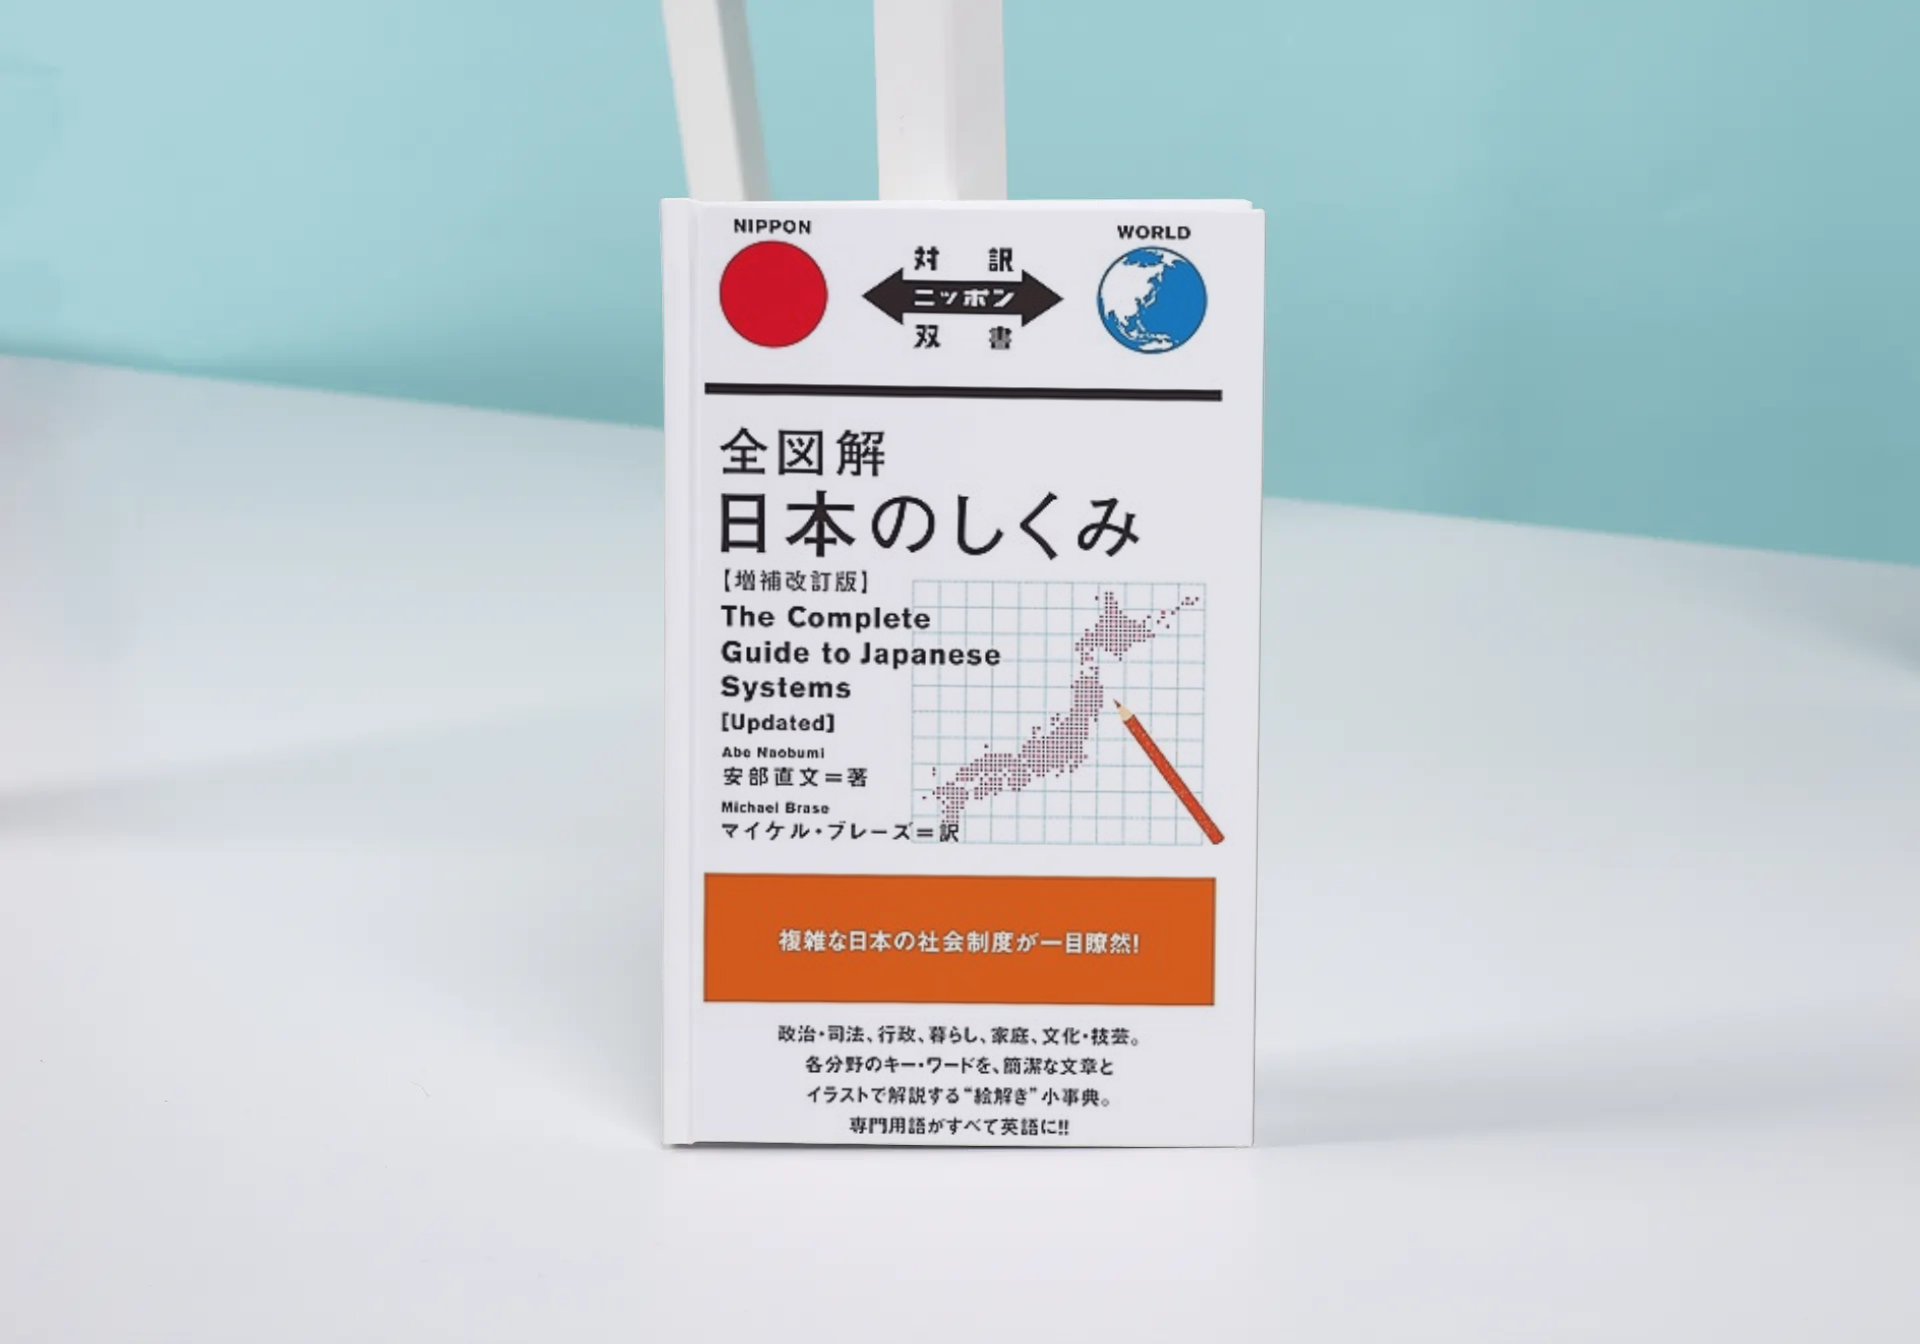 NIPPON
WORLD
対訳
ニッポン
双書
全図解
日本のしくみ
【増補改訂版】
The Complete
Guide to Japanese
Systems
[Updated]
Abe Naobumi
安部直文＝著
Michael Brase
マイケル・ブレーズ＝訳
複雑な日本の社会制度が一目瞭然!
政治・司法、行政、暮らし、家庭、文化・技芸。
各分野のキー・ワードを、簡潔な文章と
イラストで解説する“絵解き”小事典。
専門用語がすべて英語に!!